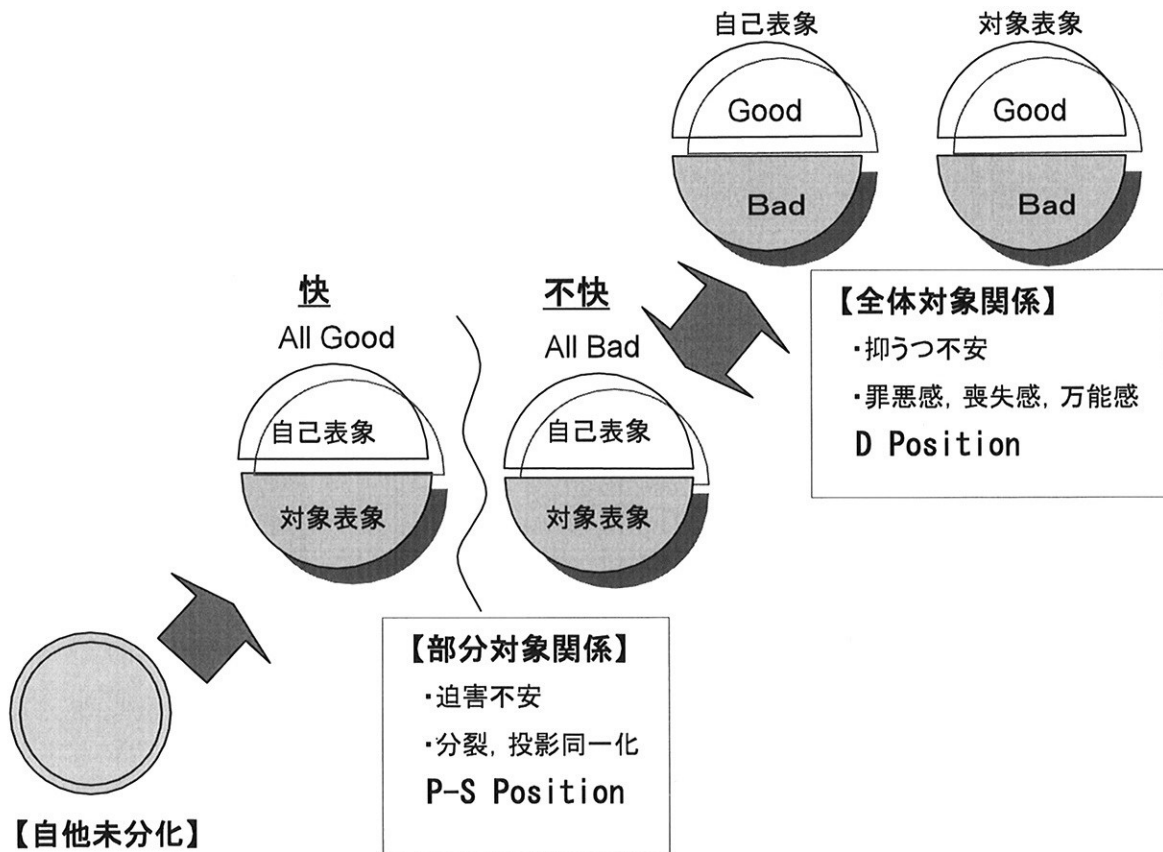 自己表象
対象表象
Good
Good
Bad
Bad
快
不快
All Good
All Bad
自己表象
自己表象
対象表象
対象表象
【全体対象関係】
・抑うつ不安
・罪悪感, 喪失感, 万能感
D Position
【部分対象関係】
・迫害不安
・分裂, 投影同一化
P-S Position
【自他未分化】